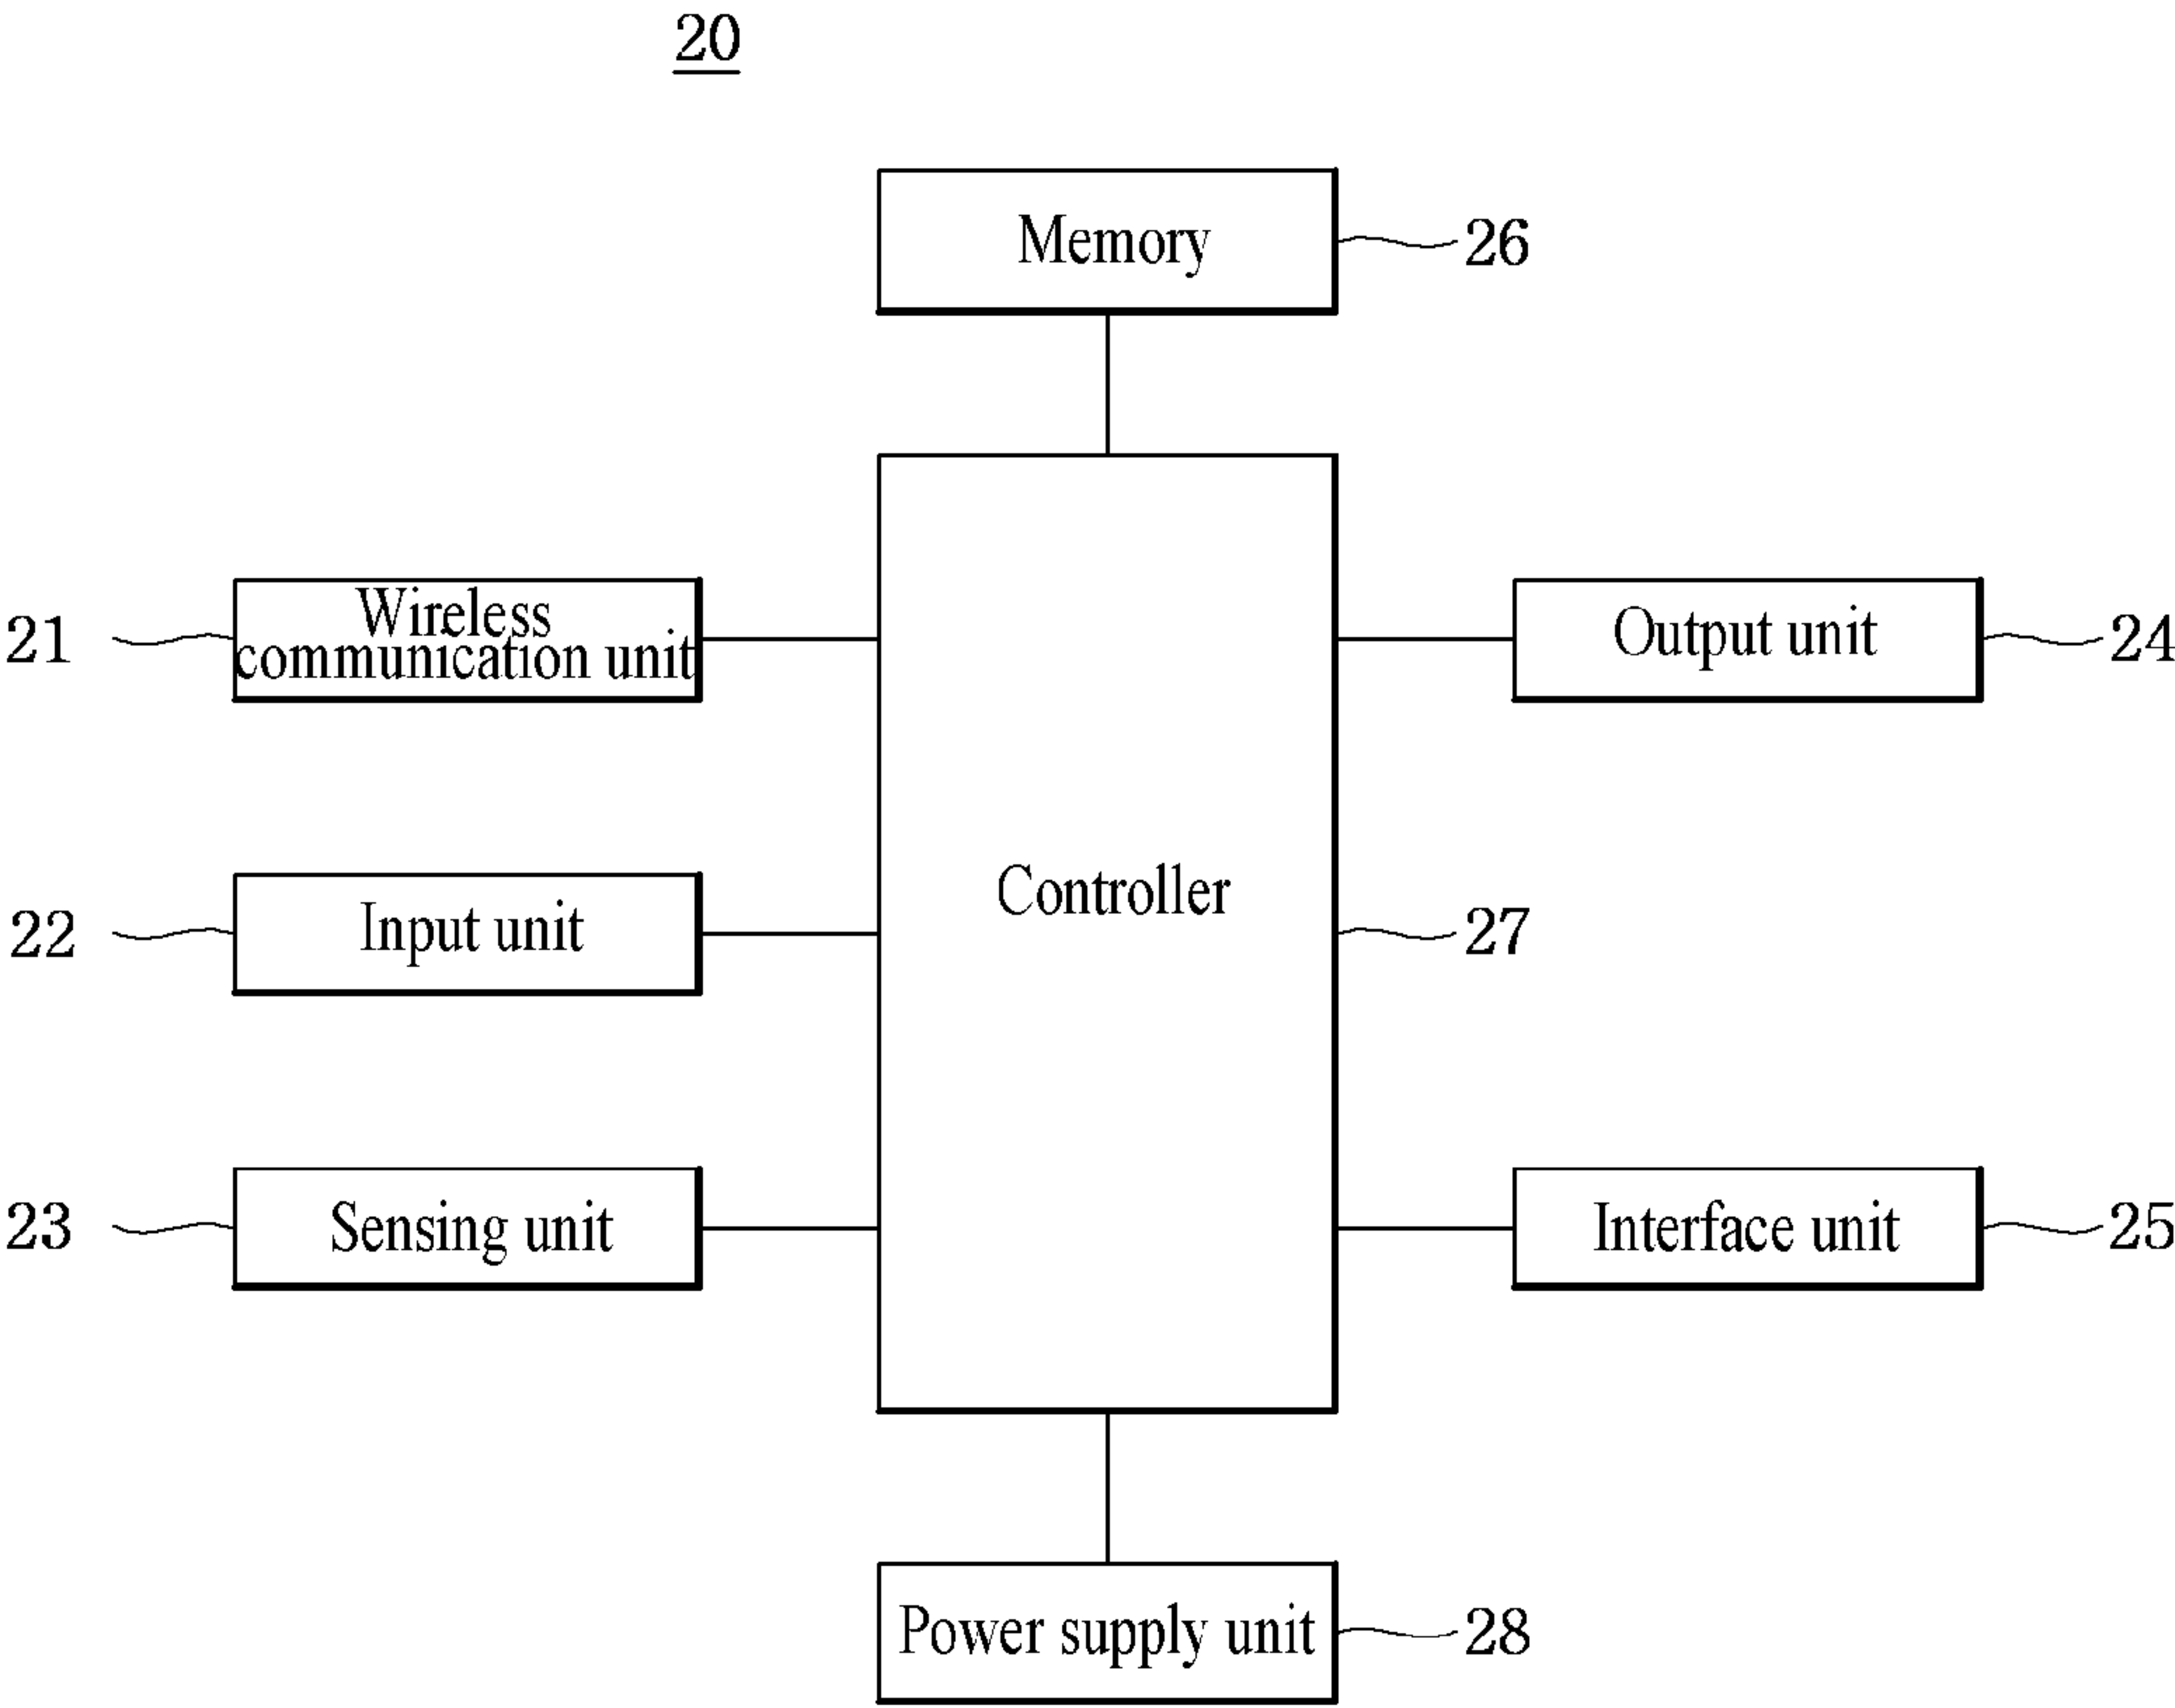 20
Memory
26
21
Wireless
communication unit
Output unit
24
22
Input unit
Controller
27
23
Sensing unit
Interface unit
25
Power supply unit
28